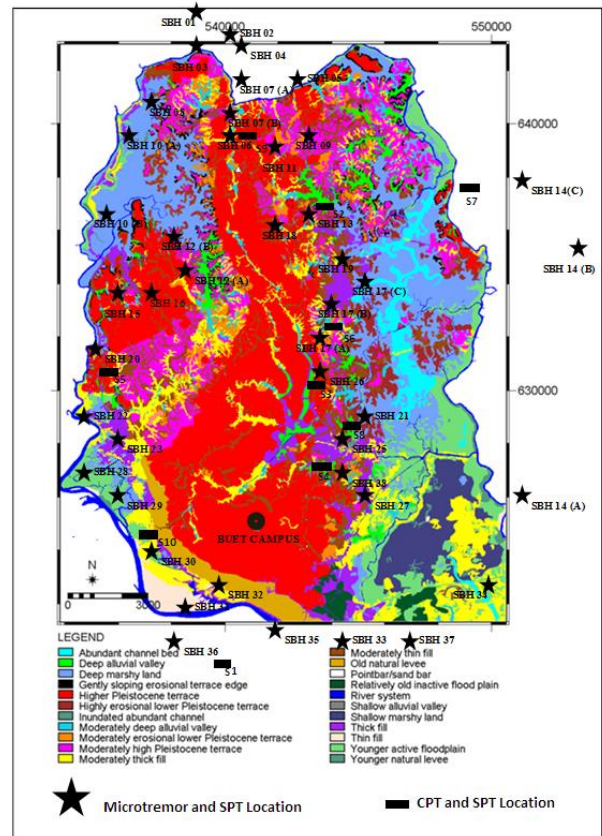 SBH 01
540000
550000
SBH 02
SBH 04
SBH 03
SBH 07 (A)
SBH 05
SBH 08
SBH 07 (B)
640000
SBH 10 (A)
SBH 06
S9
SBH 09
SBH 11
SBH 14 (C)
S7
SBH 10 (B)
S2
SBH 13
SBH 18
SBH 12 (B)
SBH 14 (B)
SBH 12 (A)
SBH 19
SBH 17 (C)
SBH 15
SBH 16
SBH 17 (B)
S6
SBH 17 (A)
SBH 20
S5
SBH 26
630000
S3
SBH 22
SBH 21
S8
SBH 23
SBH 25
SBH 28
S4
SBH 38
SBH 29
SBH 27
SBH 14 (A)
BUET CAMPUS
S10
SBH 30
N
SBH 32
SBH 34
0
3000
SBH 35
SBH 33
SBH 37
SBH 36
S1
LEGEND
Abundant channel bed
Deep alluvial valley
Deep marshy land
Gently sloping erosional terrace edge
Higher Pleistocene terrace
Highly erosional lower Pleistocene terrace
Inundated abundant channel
Moderately deep alluvial valley
Moderately erosional lower Pleistocene terrace
Moderately high Pleistocene terrace
Moderately thick fill
Moderately thin fill
Old natural levee
Pointbar/sand bar
Relatively old inactive flood plain
River system
Shallow alluvial valley
Shallow marshy land
Thick fill
Thin fill
Younger active floodplain
Younger natural levee
Microtremor and SPT Location
CPT and SPT Location